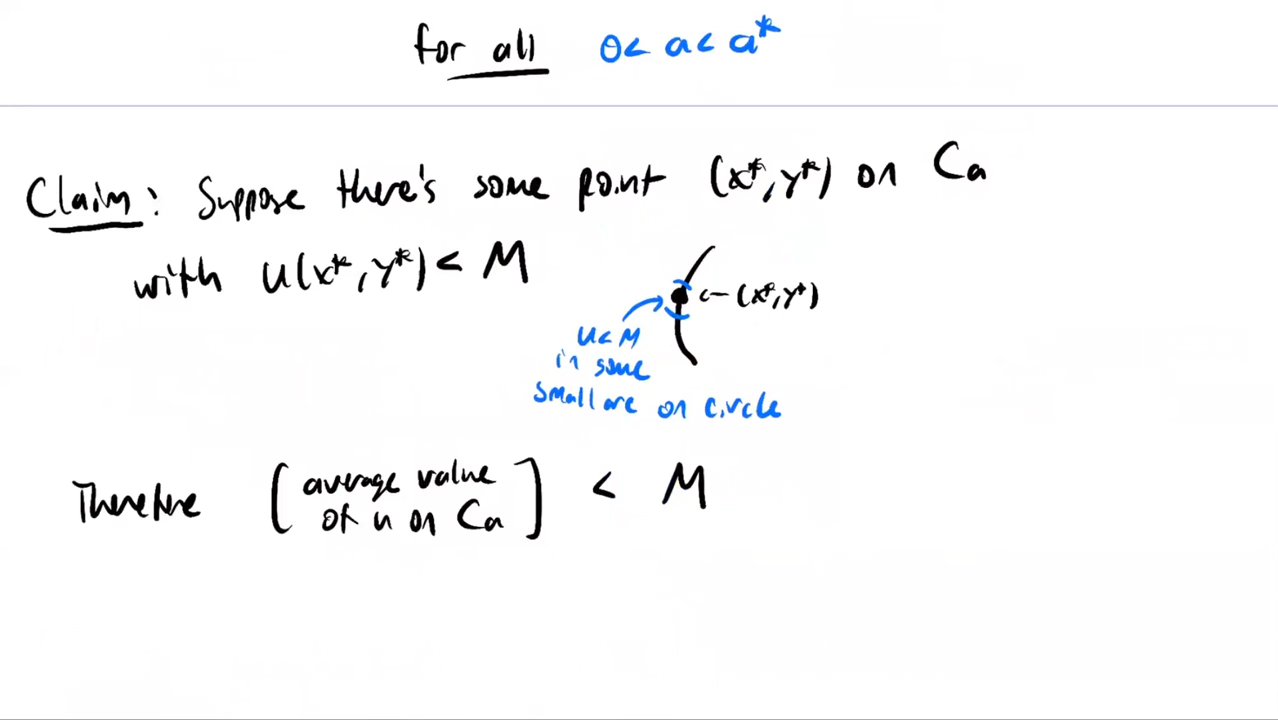 for all 0< a< a*
Claim: Suppose there's some point (x*, y*) on Ca
with u(x*, y*) < M
<- (x*, y*)
u< M
in some
small arc on circle
Therefore [average value
of u on Ca] < M